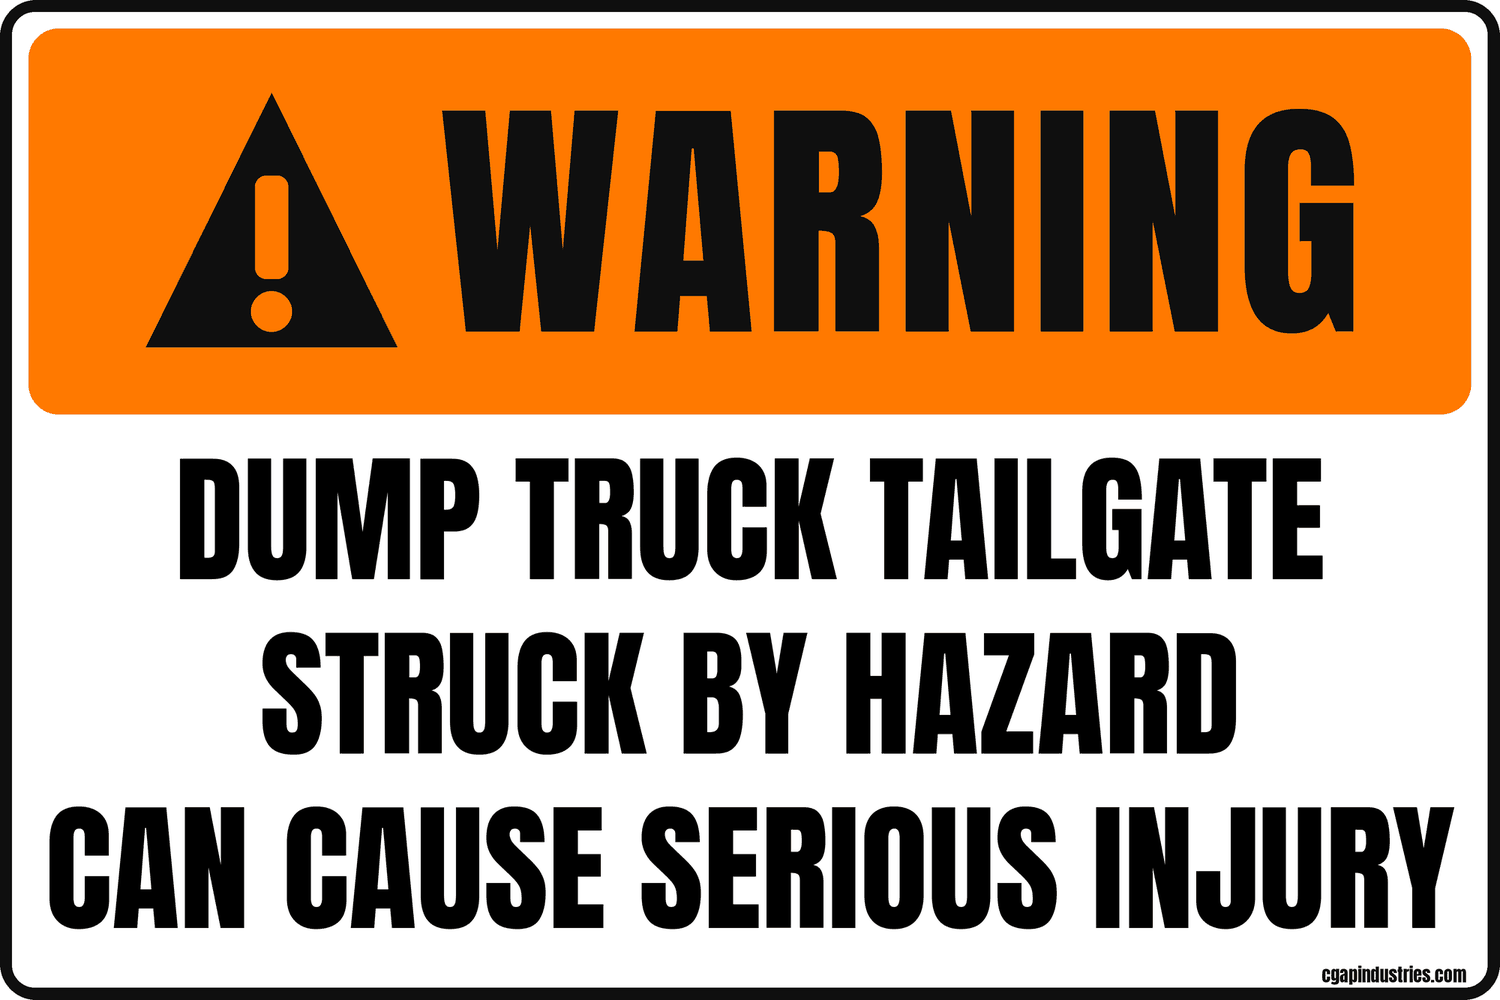 WARNING
DUMP TRUCK TAILGATE
STRUCK BY HAZARD
CAN CAUSE SERIOUS INJURY
cgapindustries.com